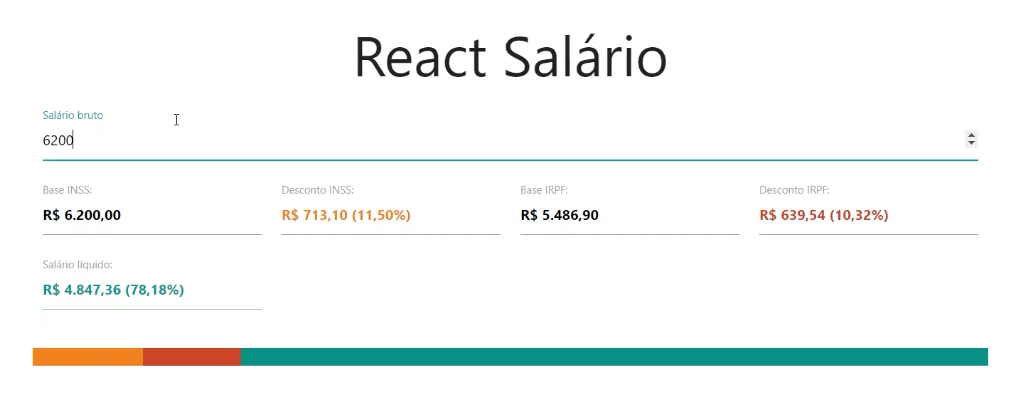 React Salário
Salário bruto
6200
Base INSS:
Desconto INSS:
Base IRPF:
Desconto IRPF:
R$ 6.200,00
R$ 713,10 (11,50%)
R$ 5.486,90
R$ 639,54 (10,32%)
Salário líquido:
R$ 4.847,36 (78,18%)